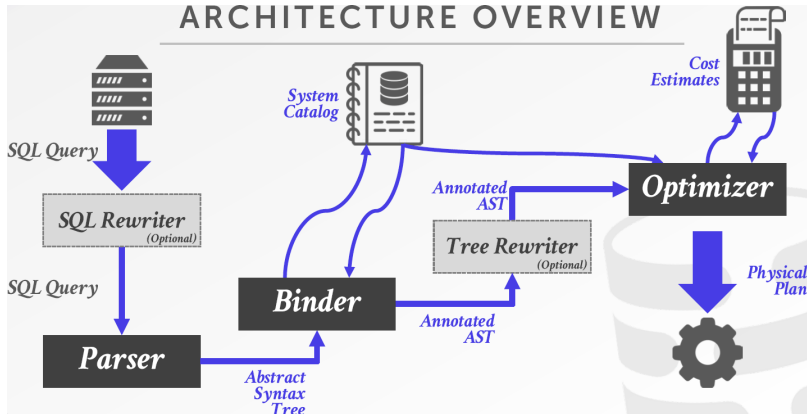 ARCHITECTURE OVERVIEW
SQL Query
SQL Rewriter
(Optional)
SQL Query
Parser
Abstract
Syntax
Tree
Binder
System
Catalog
Annotated
AST
Tree Rewriter
(Optional)
Annotated
AST
Optimizer
Cost
Estimates
Physical
Plan